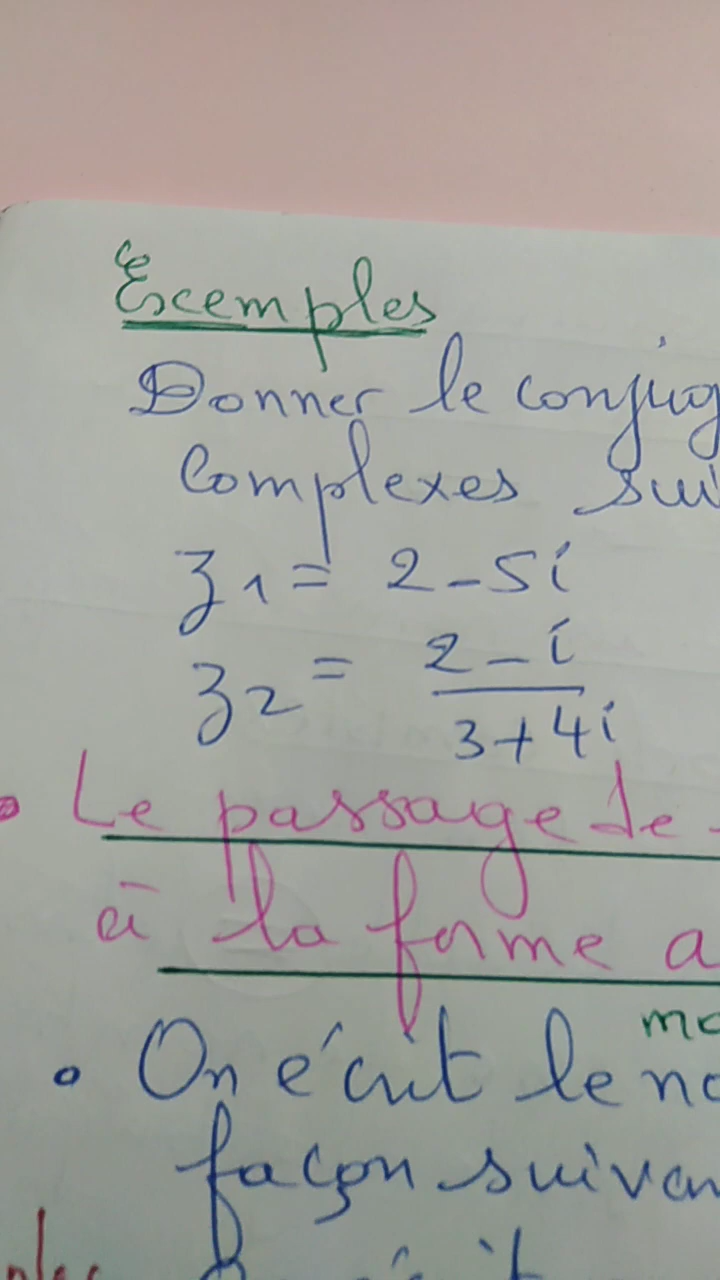 Exemples
Donner le conjug
Complexes sui
z1 = 2-5i
z2 = 2-i / 3+4i
• Le passage de
à la forme a
• On écrit le no
façon suivan